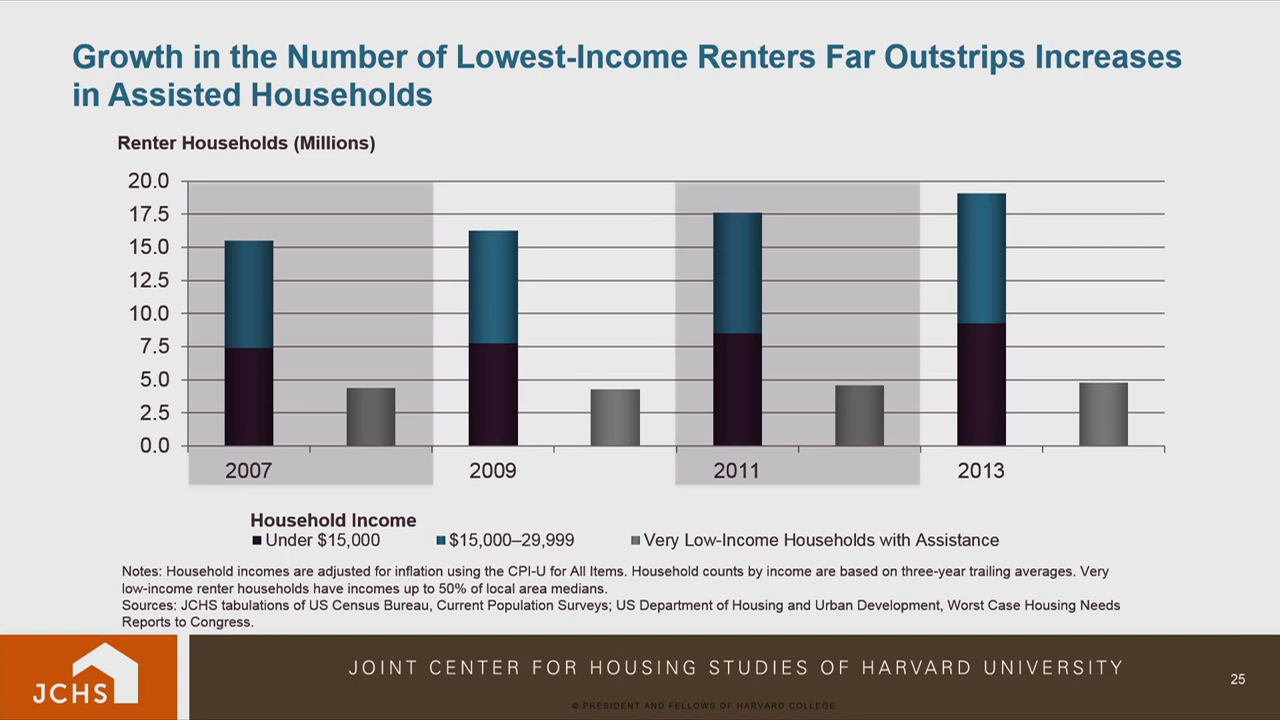 Growth in the Number of Lowest-Income Renters Far Outstrips Increases
in Assisted Households
Renter Households (Millions)
20.0
17.5
15.0
12.5
10.0
7.5
5.0
2.5
0.0
2007 2009 2011 2013
Household Income
Under $15,000 $15,000–29,999 Very Low-Income Households with Assistance
Notes: Household incomes are adjusted for inflation using the CPI-U for All Items. Household counts by income are based on three-year trailing averages. Very
low-income renter households have incomes up to 50% of local area medians.
Sources: JCHS tabulations of US Census Bureau, Current Population Surveys; US Department of Housing and Urban Development, Worst Case Housing Needs
Reports to Congress.
JCHS
JOINT CENTER FOR HOUSING STUDIES OF HARVARD UNIVERSITY
25
© PRESIDENT AND FELLOWS OF HARVARD COLLEGE